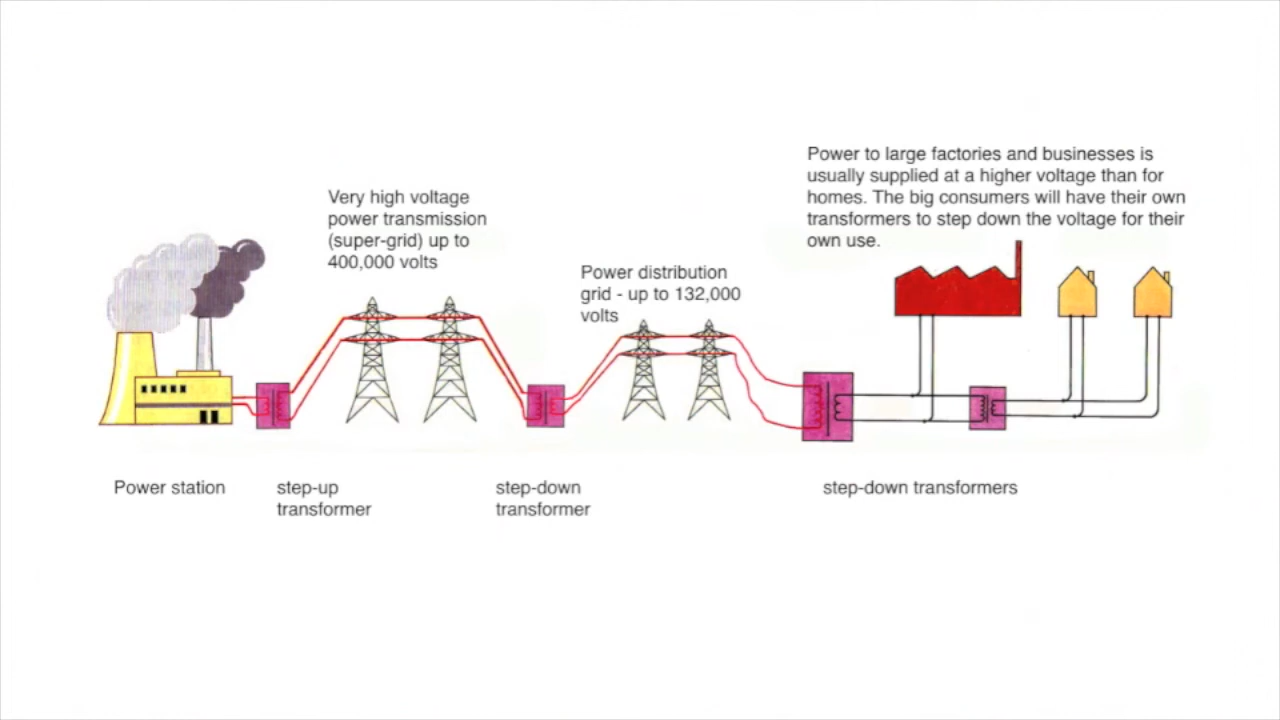 Power to large factories and businesses is
usually supplied at a higher voltage than for
homes. The big consumers will have their own
transformers to step down the voltage for their
own use.
Very high voltage
power transmission
(super-grid) up to
400,000 volts
Power distribution
grid - up to 132,000
volts
Power station
step-up
transformer
step-down
transformer
step-down transformers